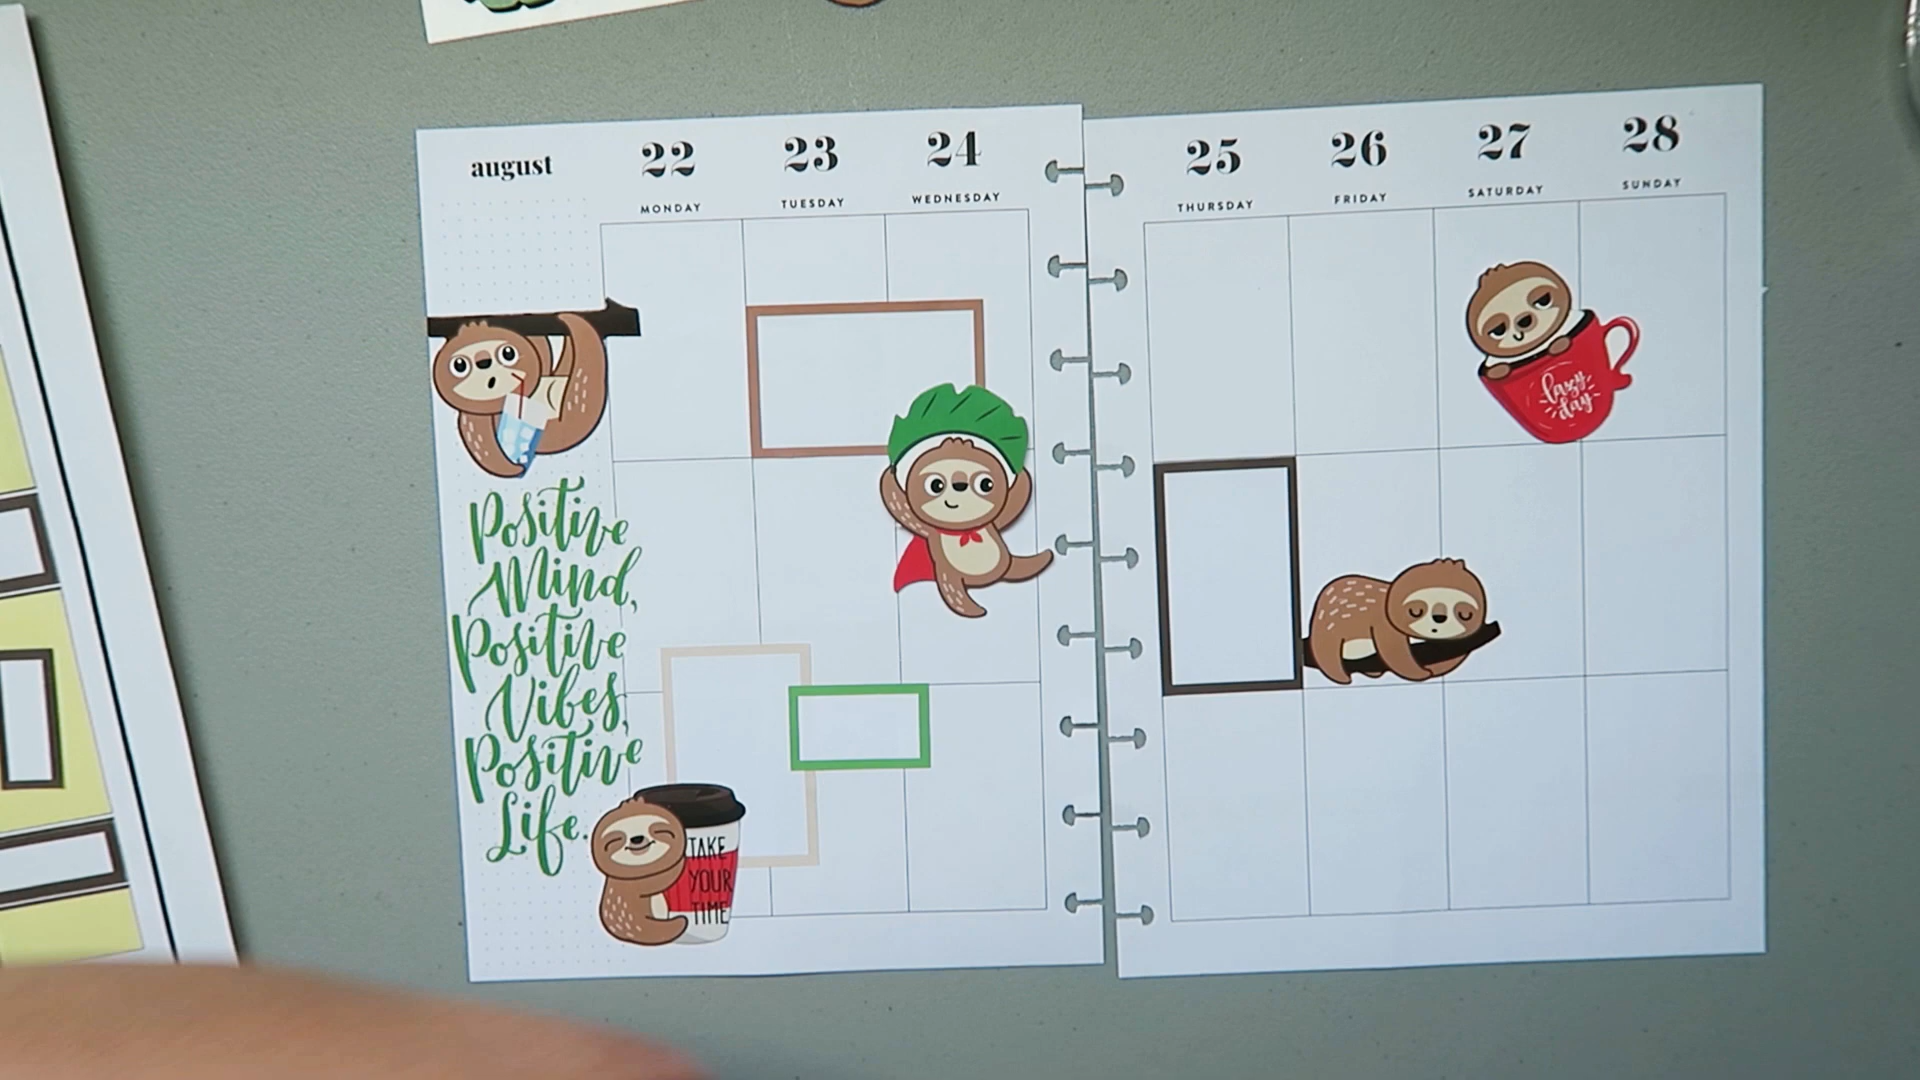 august
22
MONDAY
23
TUESDAY
24
WEDNESDAY
25
THURSDAY
26
FRIDAY
27
SATURDAY
28
SUNDAY
Positive
Mind,
Positive
Vibes,
Positive
Life.
TAKE
YOUR
TIME
lazy
day